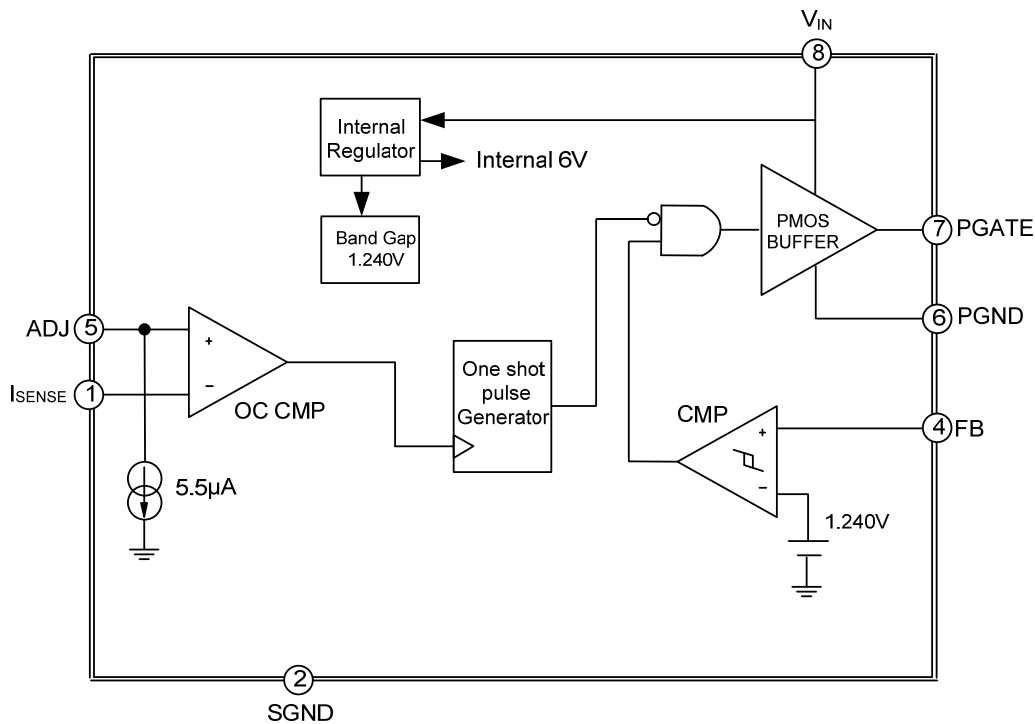 VIN
8
Internal
Regulator
Internal 6V
Band Gap
1.240V
PMOS
BUFFER
7 PGATE
6 PGND
ADJ 5
+
-
ISENSE 1
OC CMP
One shot
pulse
Generator
CMP
+
-
4 FB
5.5µA
1.240V
2
SGND